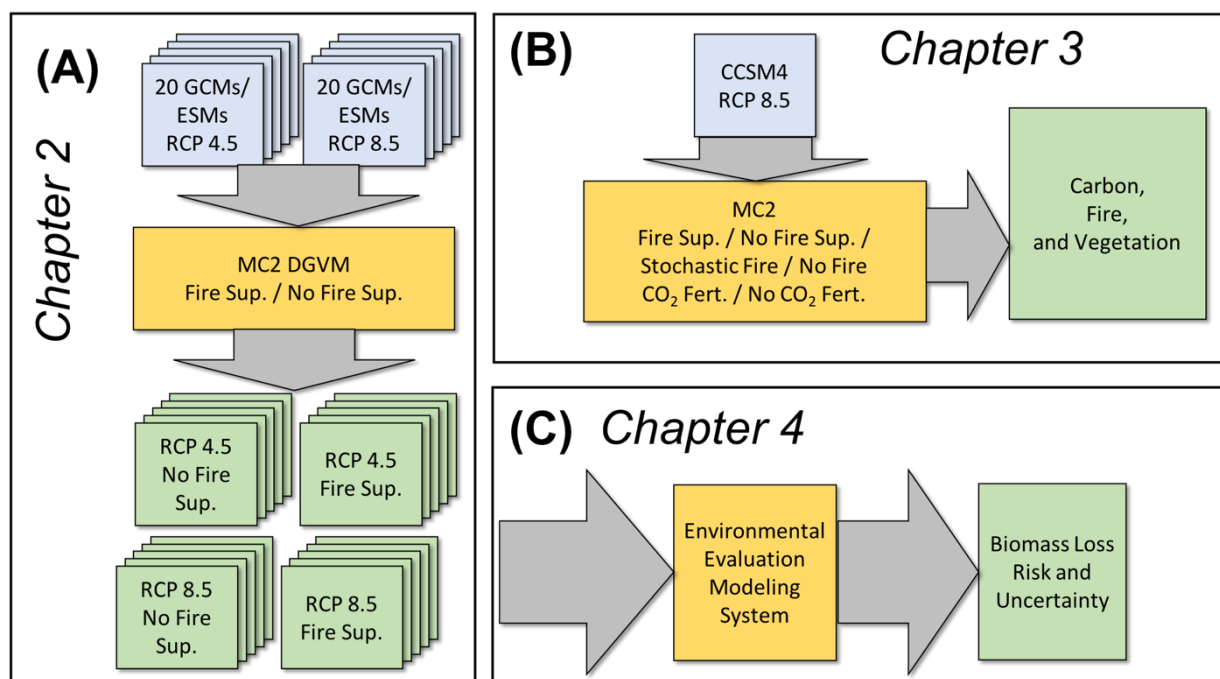 (A)
Chapter 2
20 GCMs/
ESMs
RCP 4.5
20 GCMs/
ESMs
RCP 8.5
MC2 DGVM
Fire Sup. / No Fire Sup.
RCP 4.5
No Fire
Sup.
RCP 4.5
Fire Sup.
RCP 8.5
No Fire
Sup.
RCP 8.5
Fire Sup.
(B)
Chapter 3
CCSM4
RCP 8.5
MC2
Fire Sup. / No Fire Sup. /
Stochastic Fire / No Fire
CO₂ Fert. / No CO₂ Fert.
Carbon,
Fire,
and Vegetation
(C) Chapter 4
Environmental
Evaluation
Modeling
System
Biomass Loss
Risk and
Uncertainty